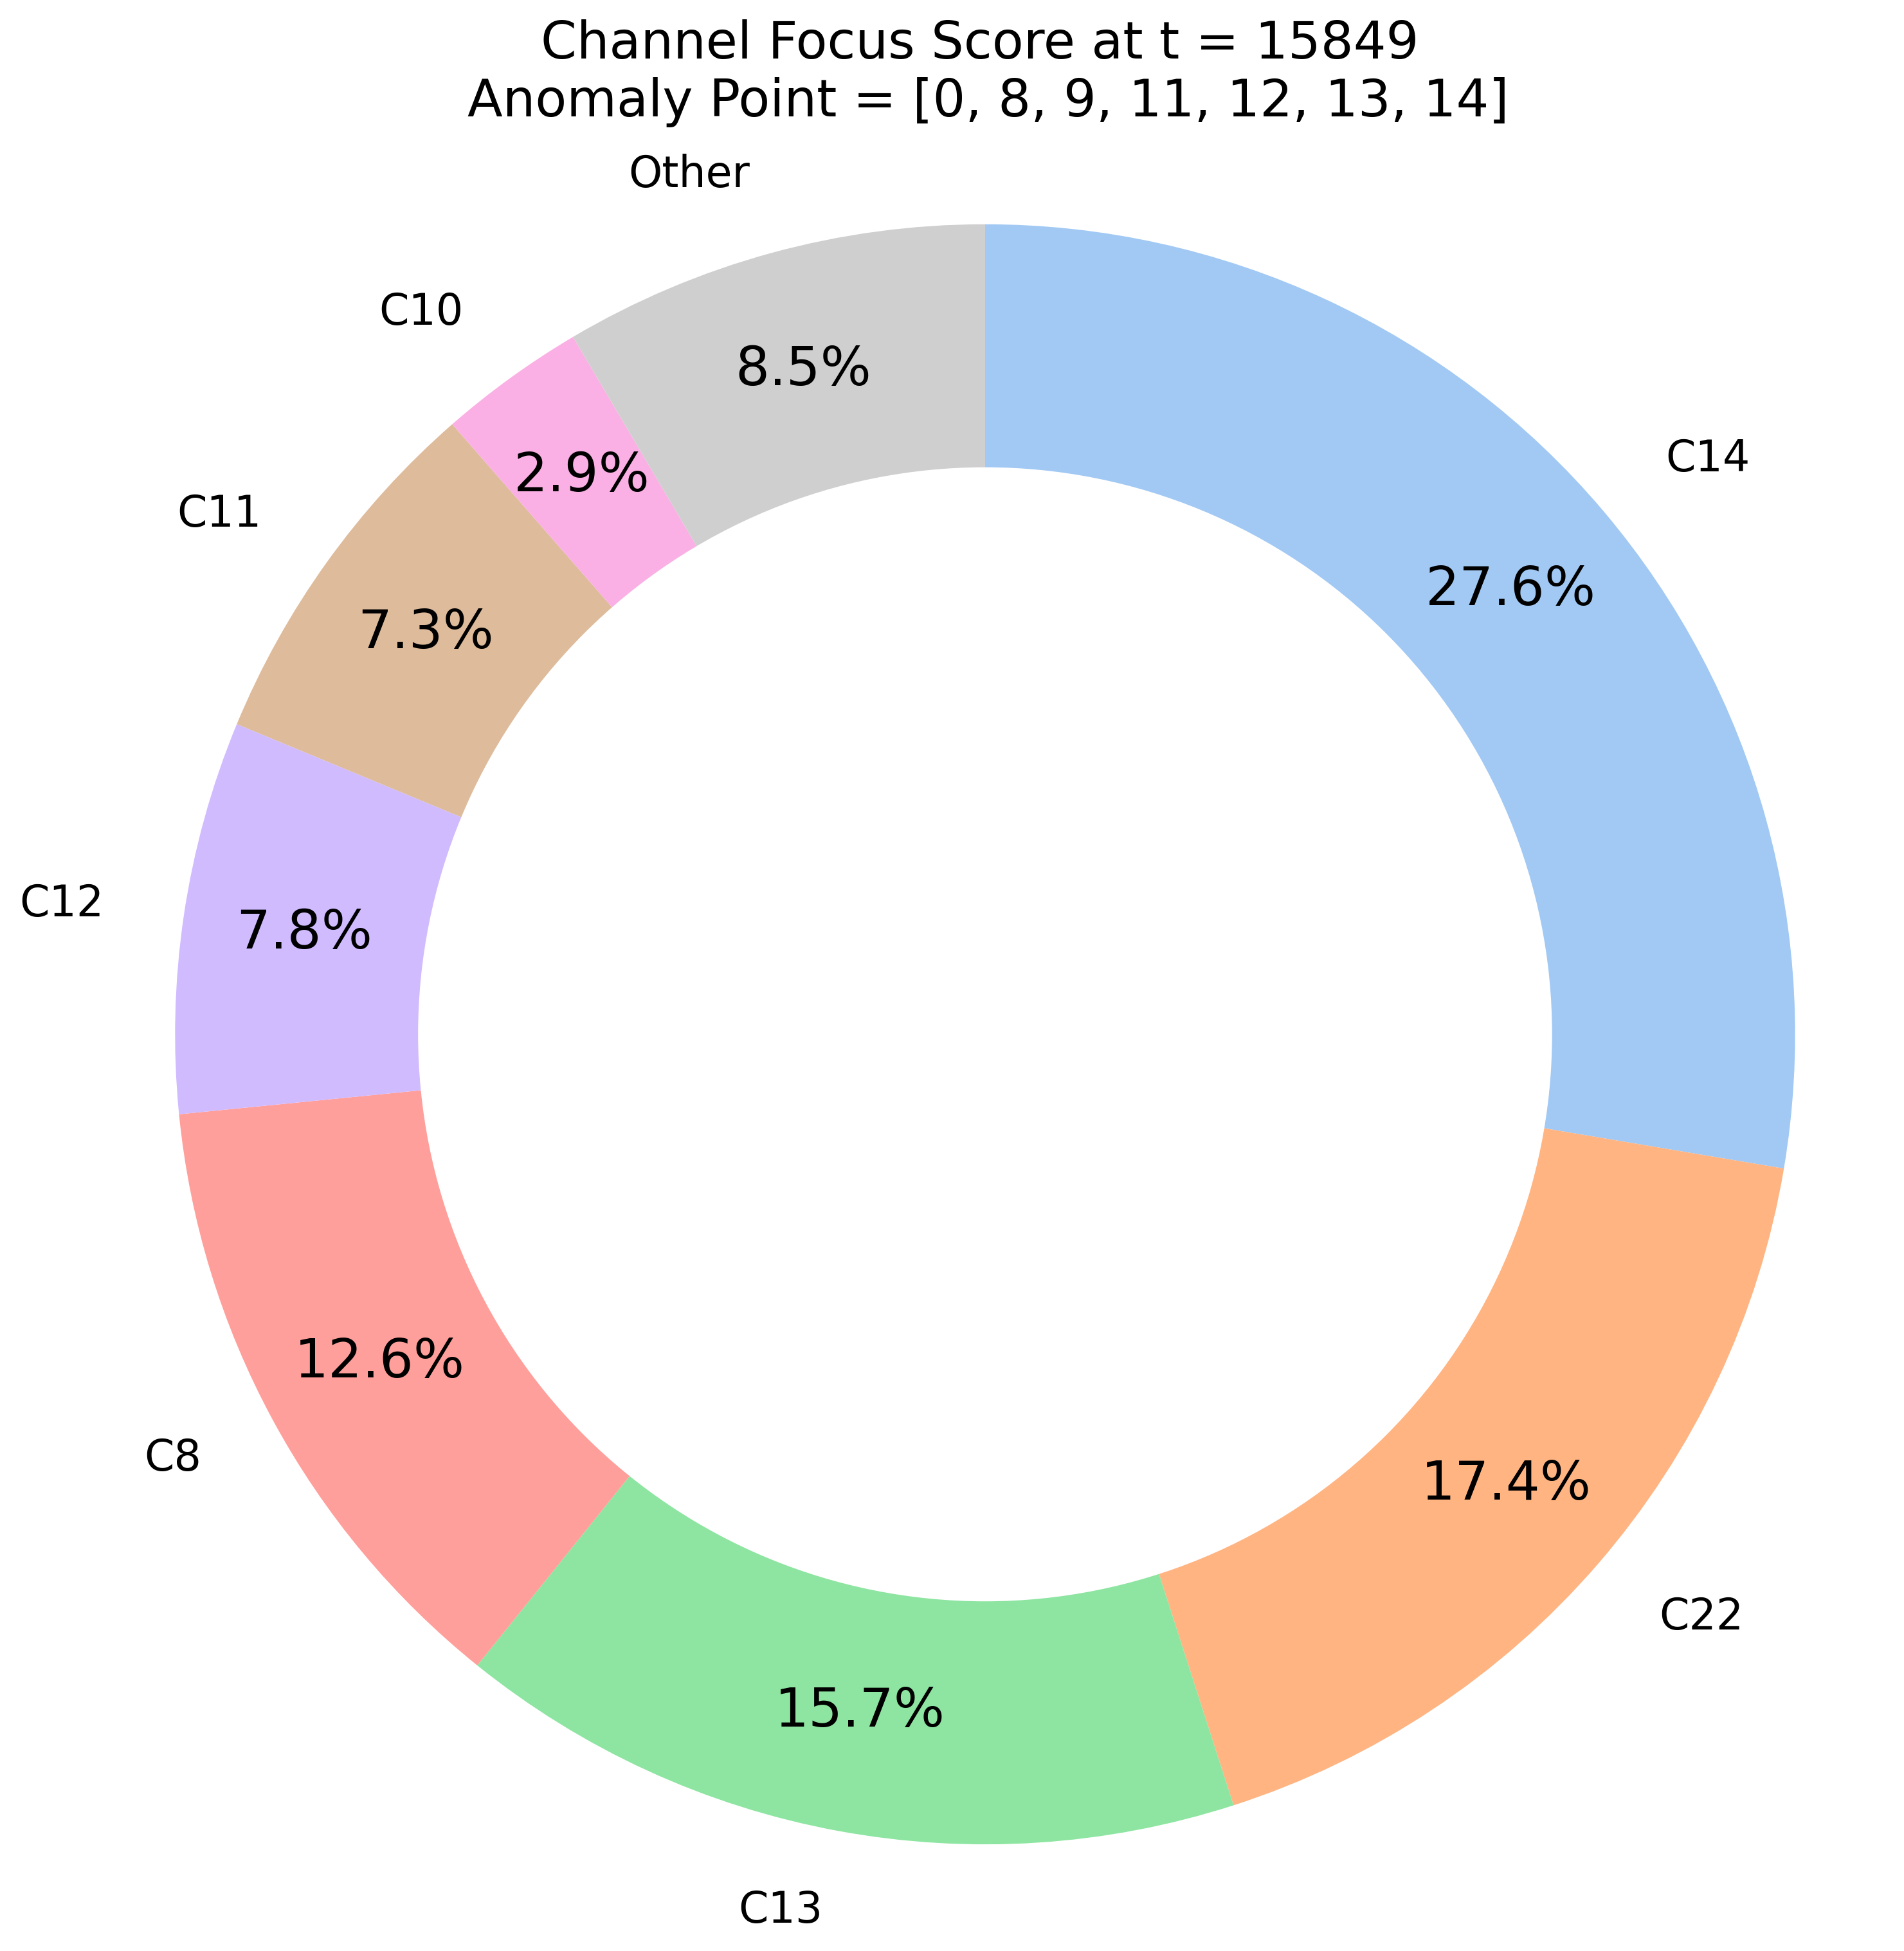 Channel Focus Score at t = 15849
Anomaly Point = [0, 8, 9, 11, 12, 13, 14]
Other
C10
8.5%
C14
2.9%
C11
27.6%
7.3%
C12
7.8%
12.6%
C8
17.4%
C22
15.7%
C13